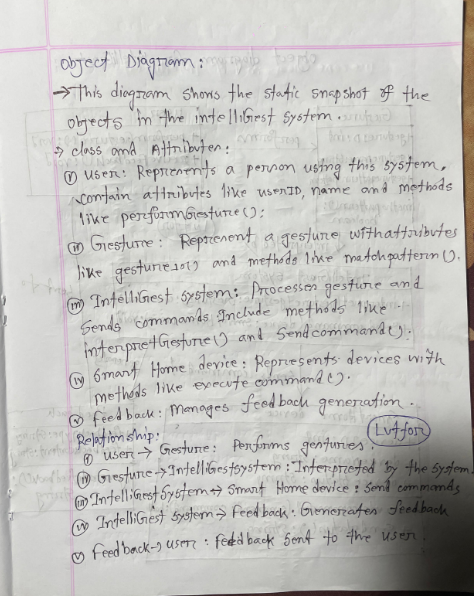 Object Diagram:
→ This diagram shows the static snapshot of the
objects in the intelliGest system.
→ class and Attributes:
(i) User: Represents a person using this system,
contain attributes like userID, name and methods
like performGesture();
(ii) Gesture: Represent a gesture with attributes
like gesture and methods like matchpattern().
(iii) IntelliGest System: Processes gesture and
Sends commands Include methods like
interpretGesture() and Sendcommand().
(iv) Smart Home device: Represents devices with
methods like execute command().
(v) Feedback: Manages feedback generation.
Relationship:
(i) user → Gesture: Performs gestures.
(ii) Gesture → IntelliGestsystem: Interpreted by the system
(iii) IntelliGestSystem ↔ Smart Home device: Send commands
(iv) IntelliGest System → Feedback: Generates feedback
(v) Feedback → user: feedback Sent to the user.